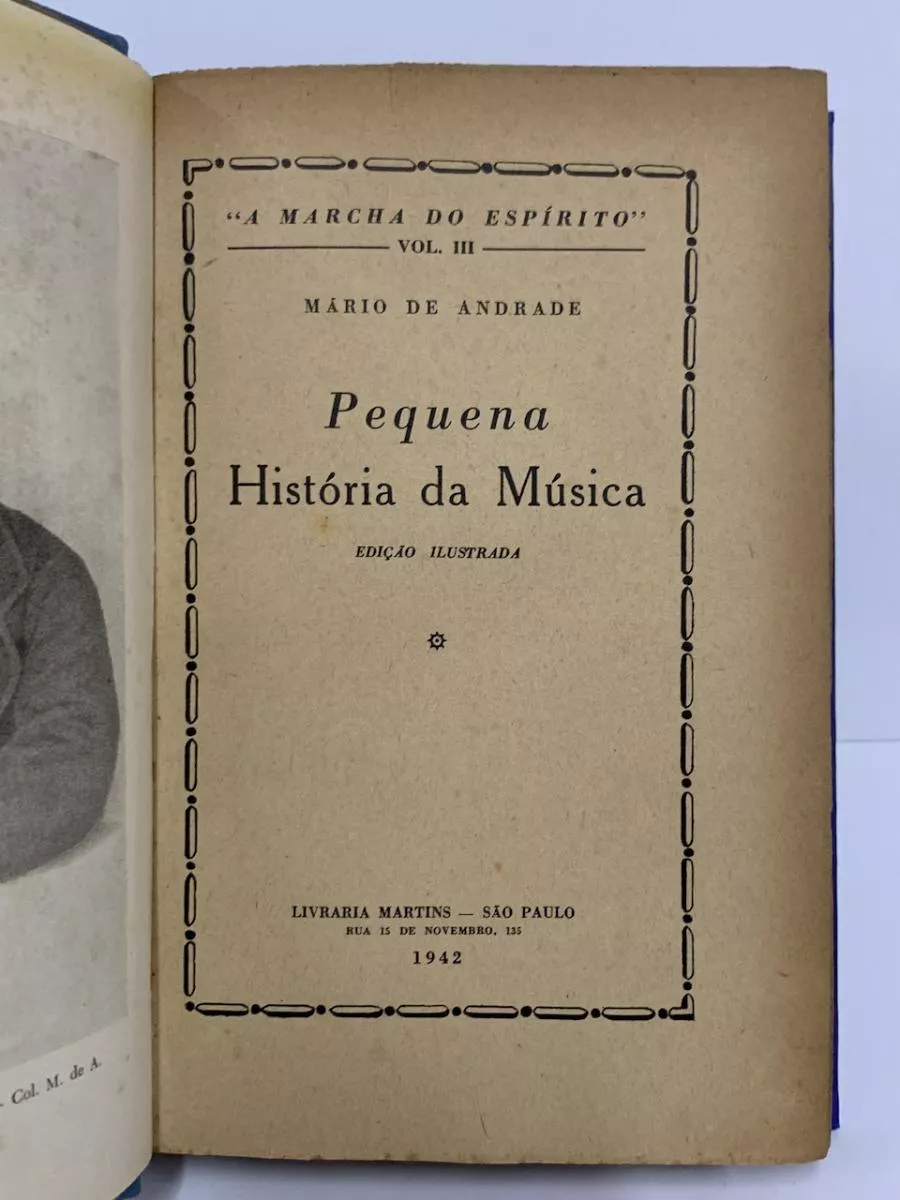 Col. M. de A.
"A MARCHA DO ESPÍRITO"
VOL. III
MÁRIO DE ANDRADE
Pequena
História da Música
EDIÇÃO ILUSTRADA
LIVRARIA MARTINS — SÃO PAULO
RUA 15 DE NOVEMBRO, 135
1942